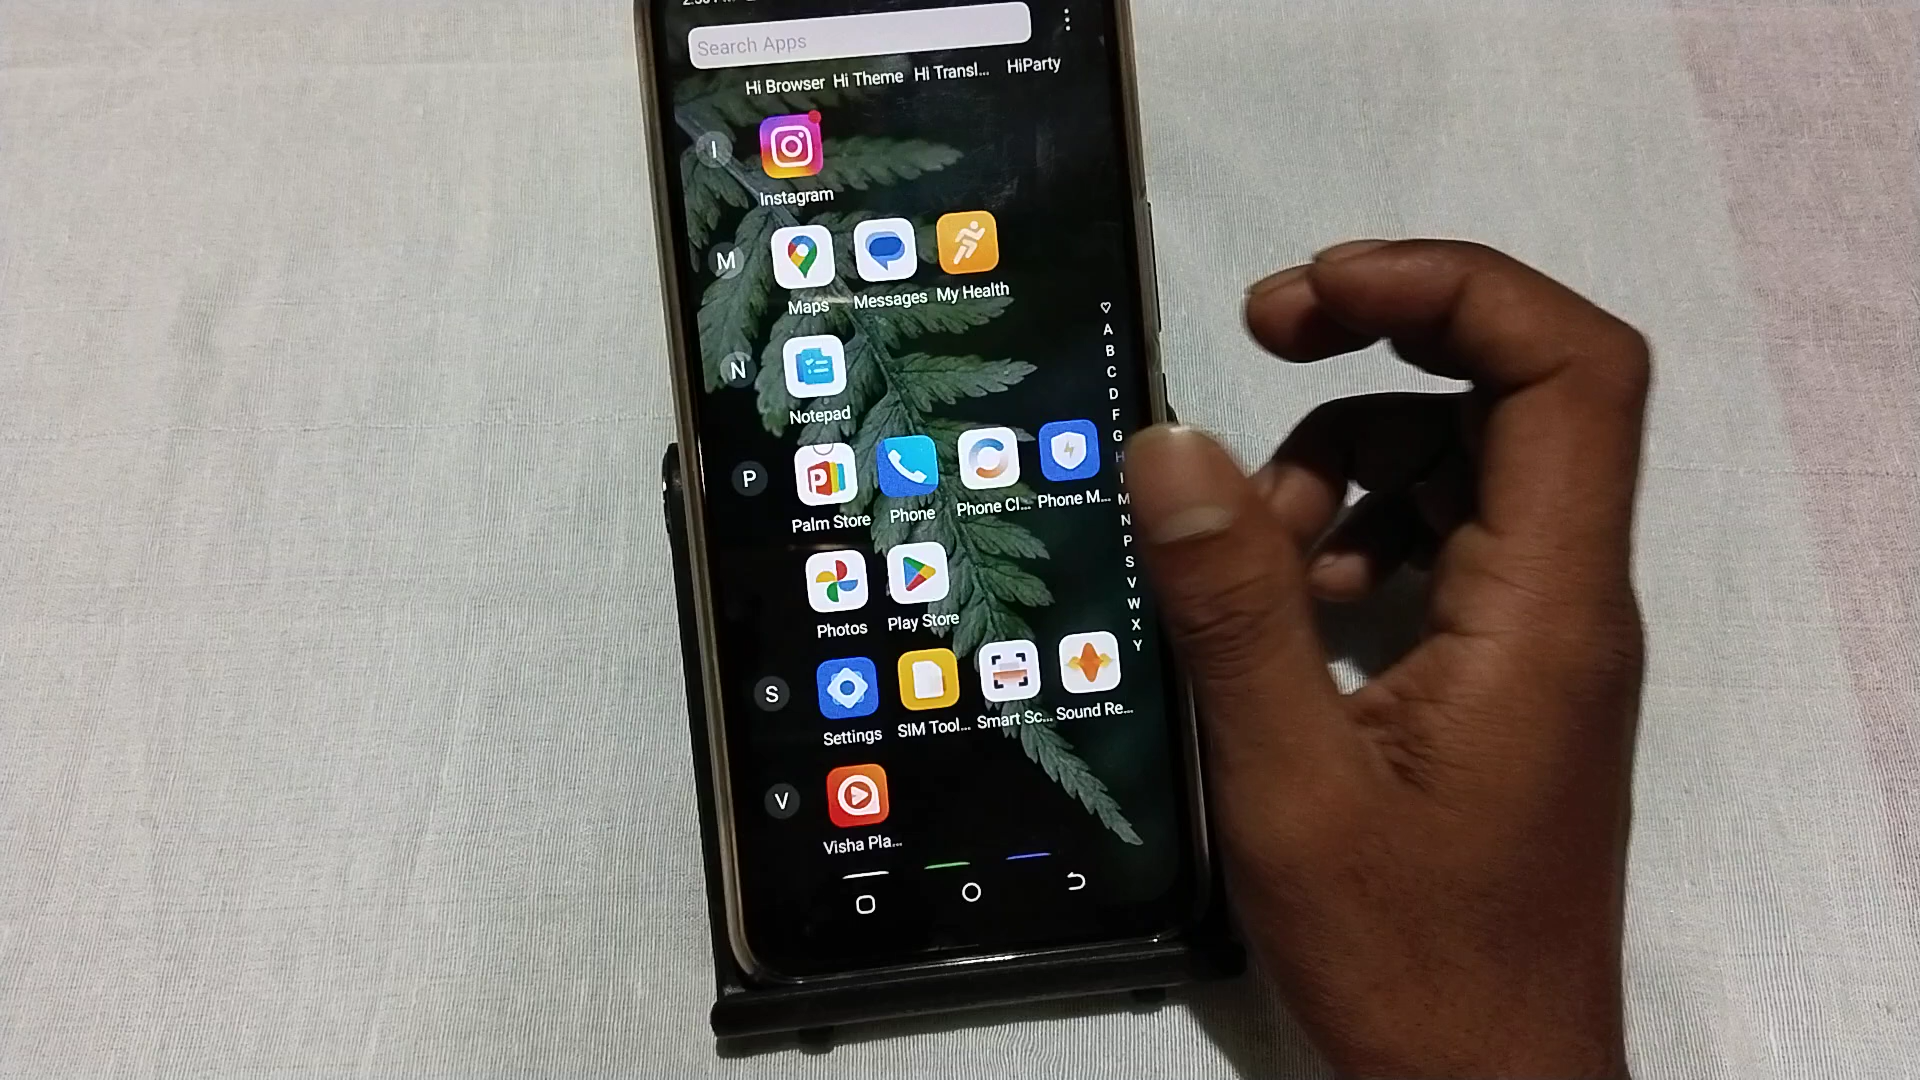 Search Apps
Hi Browser Hi Theme Hi Transl... HiParty
I
Instagram
M
Maps Messages My Health
N
Notepad
P
Palm Store Phone Phone Cl... Phone M...
Photos Play Store
S
Settings SIM Tool... Smart Sc... Sound Re...
V
Visha Pla...
A
B
C
D
F
G
H
I
M
N
P
S
V
W
X
Y